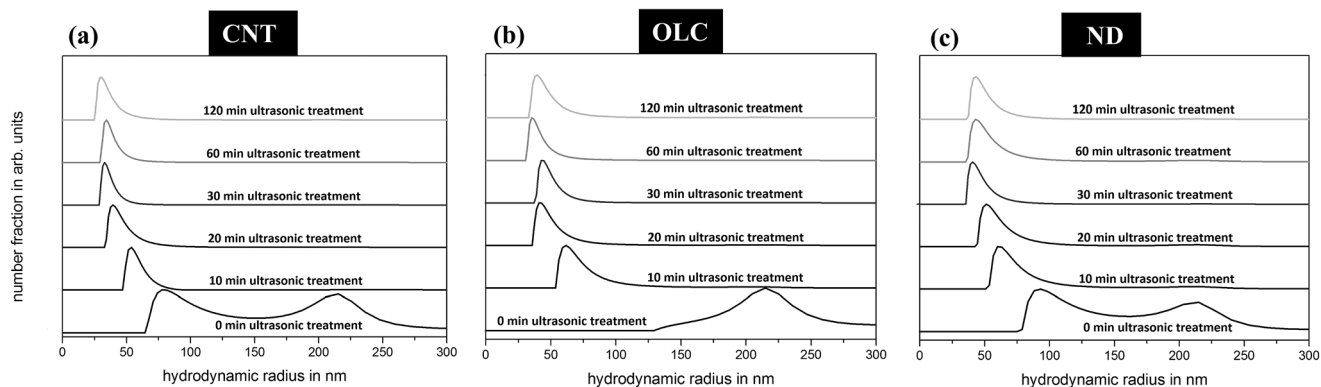 (a) CNT
number fraction in arb. units
120 min ultrasonic treatment
60 min ultrasonic treatment
30 min ultrasonic treatment
20 min ultrasonic treatment
10 min ultrasonic treatment
0 min ultrasonic treatment
0 50 100 150 200 250 300
hydrodynamic radius in nm
(b) OLC
120 min ultrasonic treatment
60 min ultrasonic treatment
30 min ultrasonic treatment
20 min ultrasonic treatment
10 min ultrasonic treatment
0 min ultrasonic treatment
0 50 100 150 200 250 300
hydrodynamic radius in nm
(c) ND
120 min ultrasonic treatment
60 min ultrasonic treatment
30 min ultrasonic treatment
20 min ultrasonic treatment
10 min ultrasonic treatment
0 min ultrasonic treatment
0 50 100 150 200 250 300
hydrodynamic radius in nm